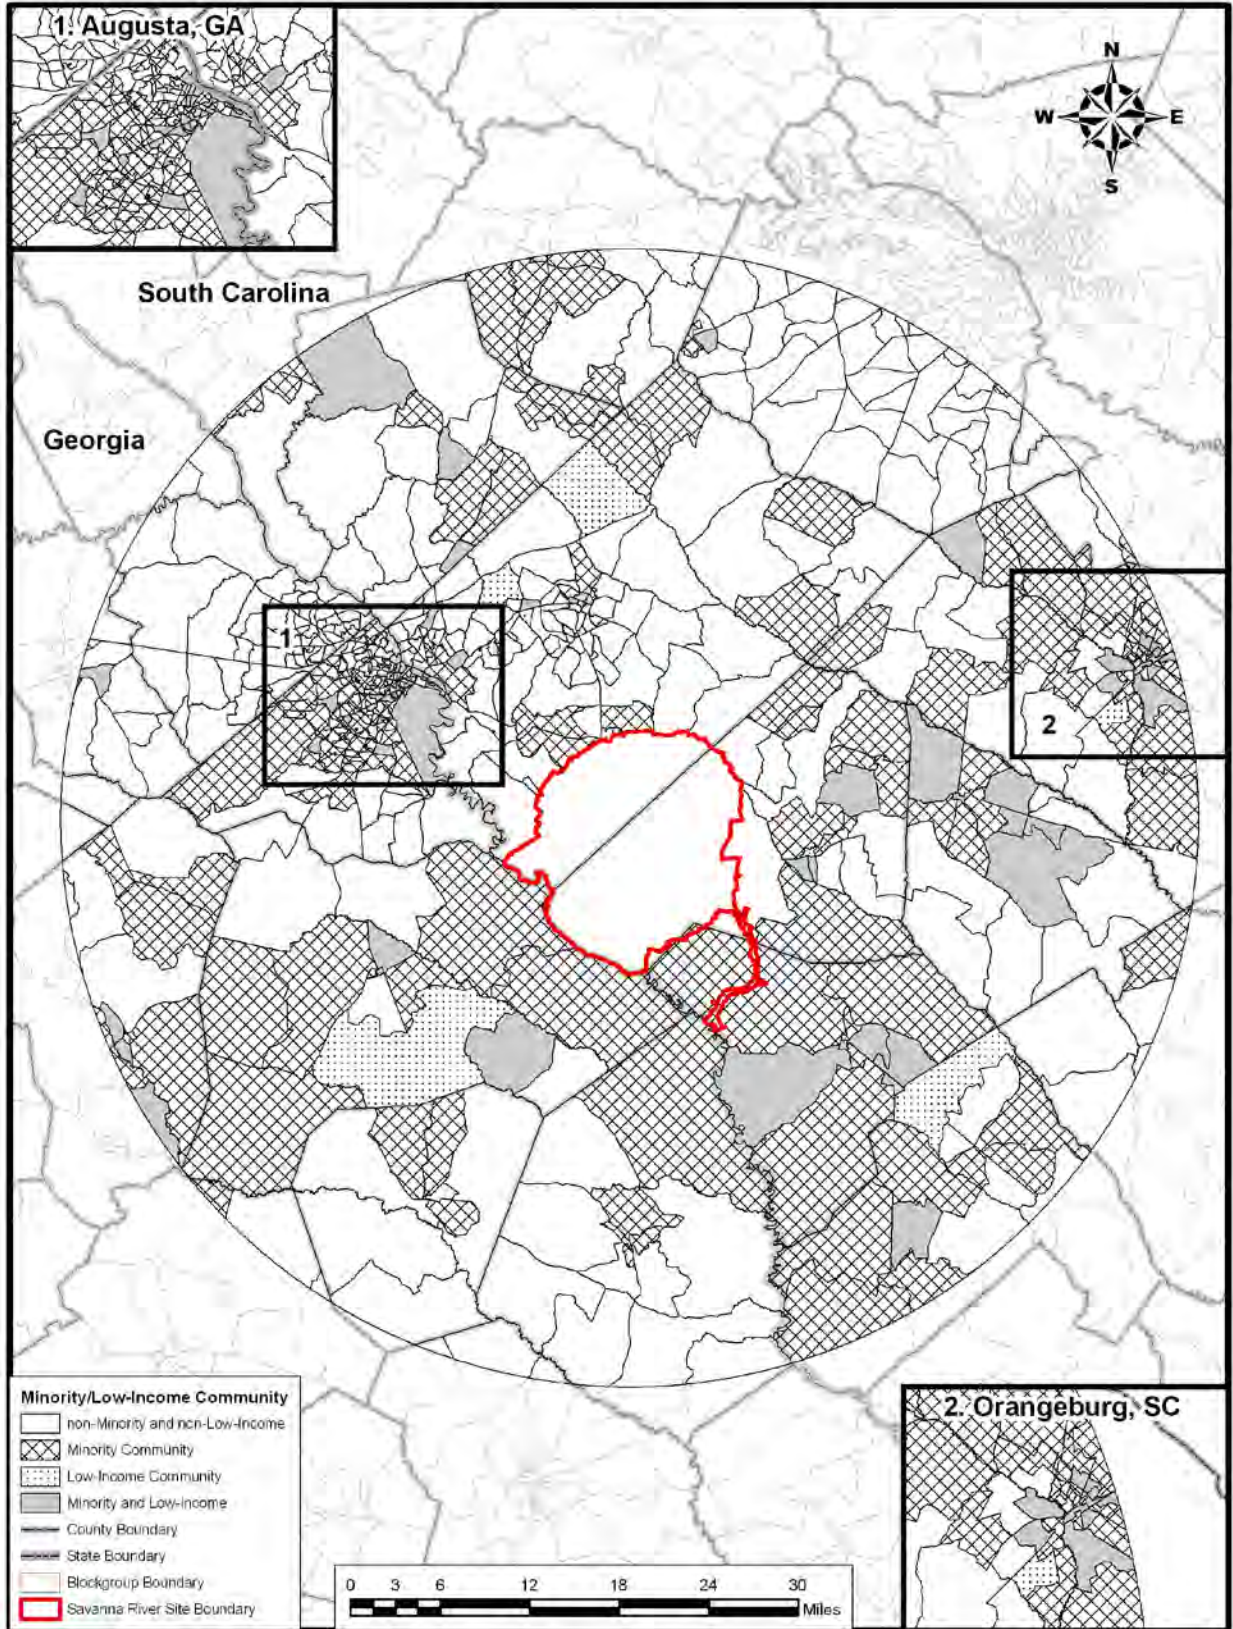 1. Augusta, GA
N
W
E
S
South Carolina
Georgia
1
2
2. Orangeburg, SC
Minority/Low-Income Community
non-Minority and non-Low-Income
Minority Community
Low-Income Community
Minority and Low-income
County Boundary
State Boundary
Blockgroup Boundary
Savanna River Site Boundary
0 3 6 12 18 24 30
Miles